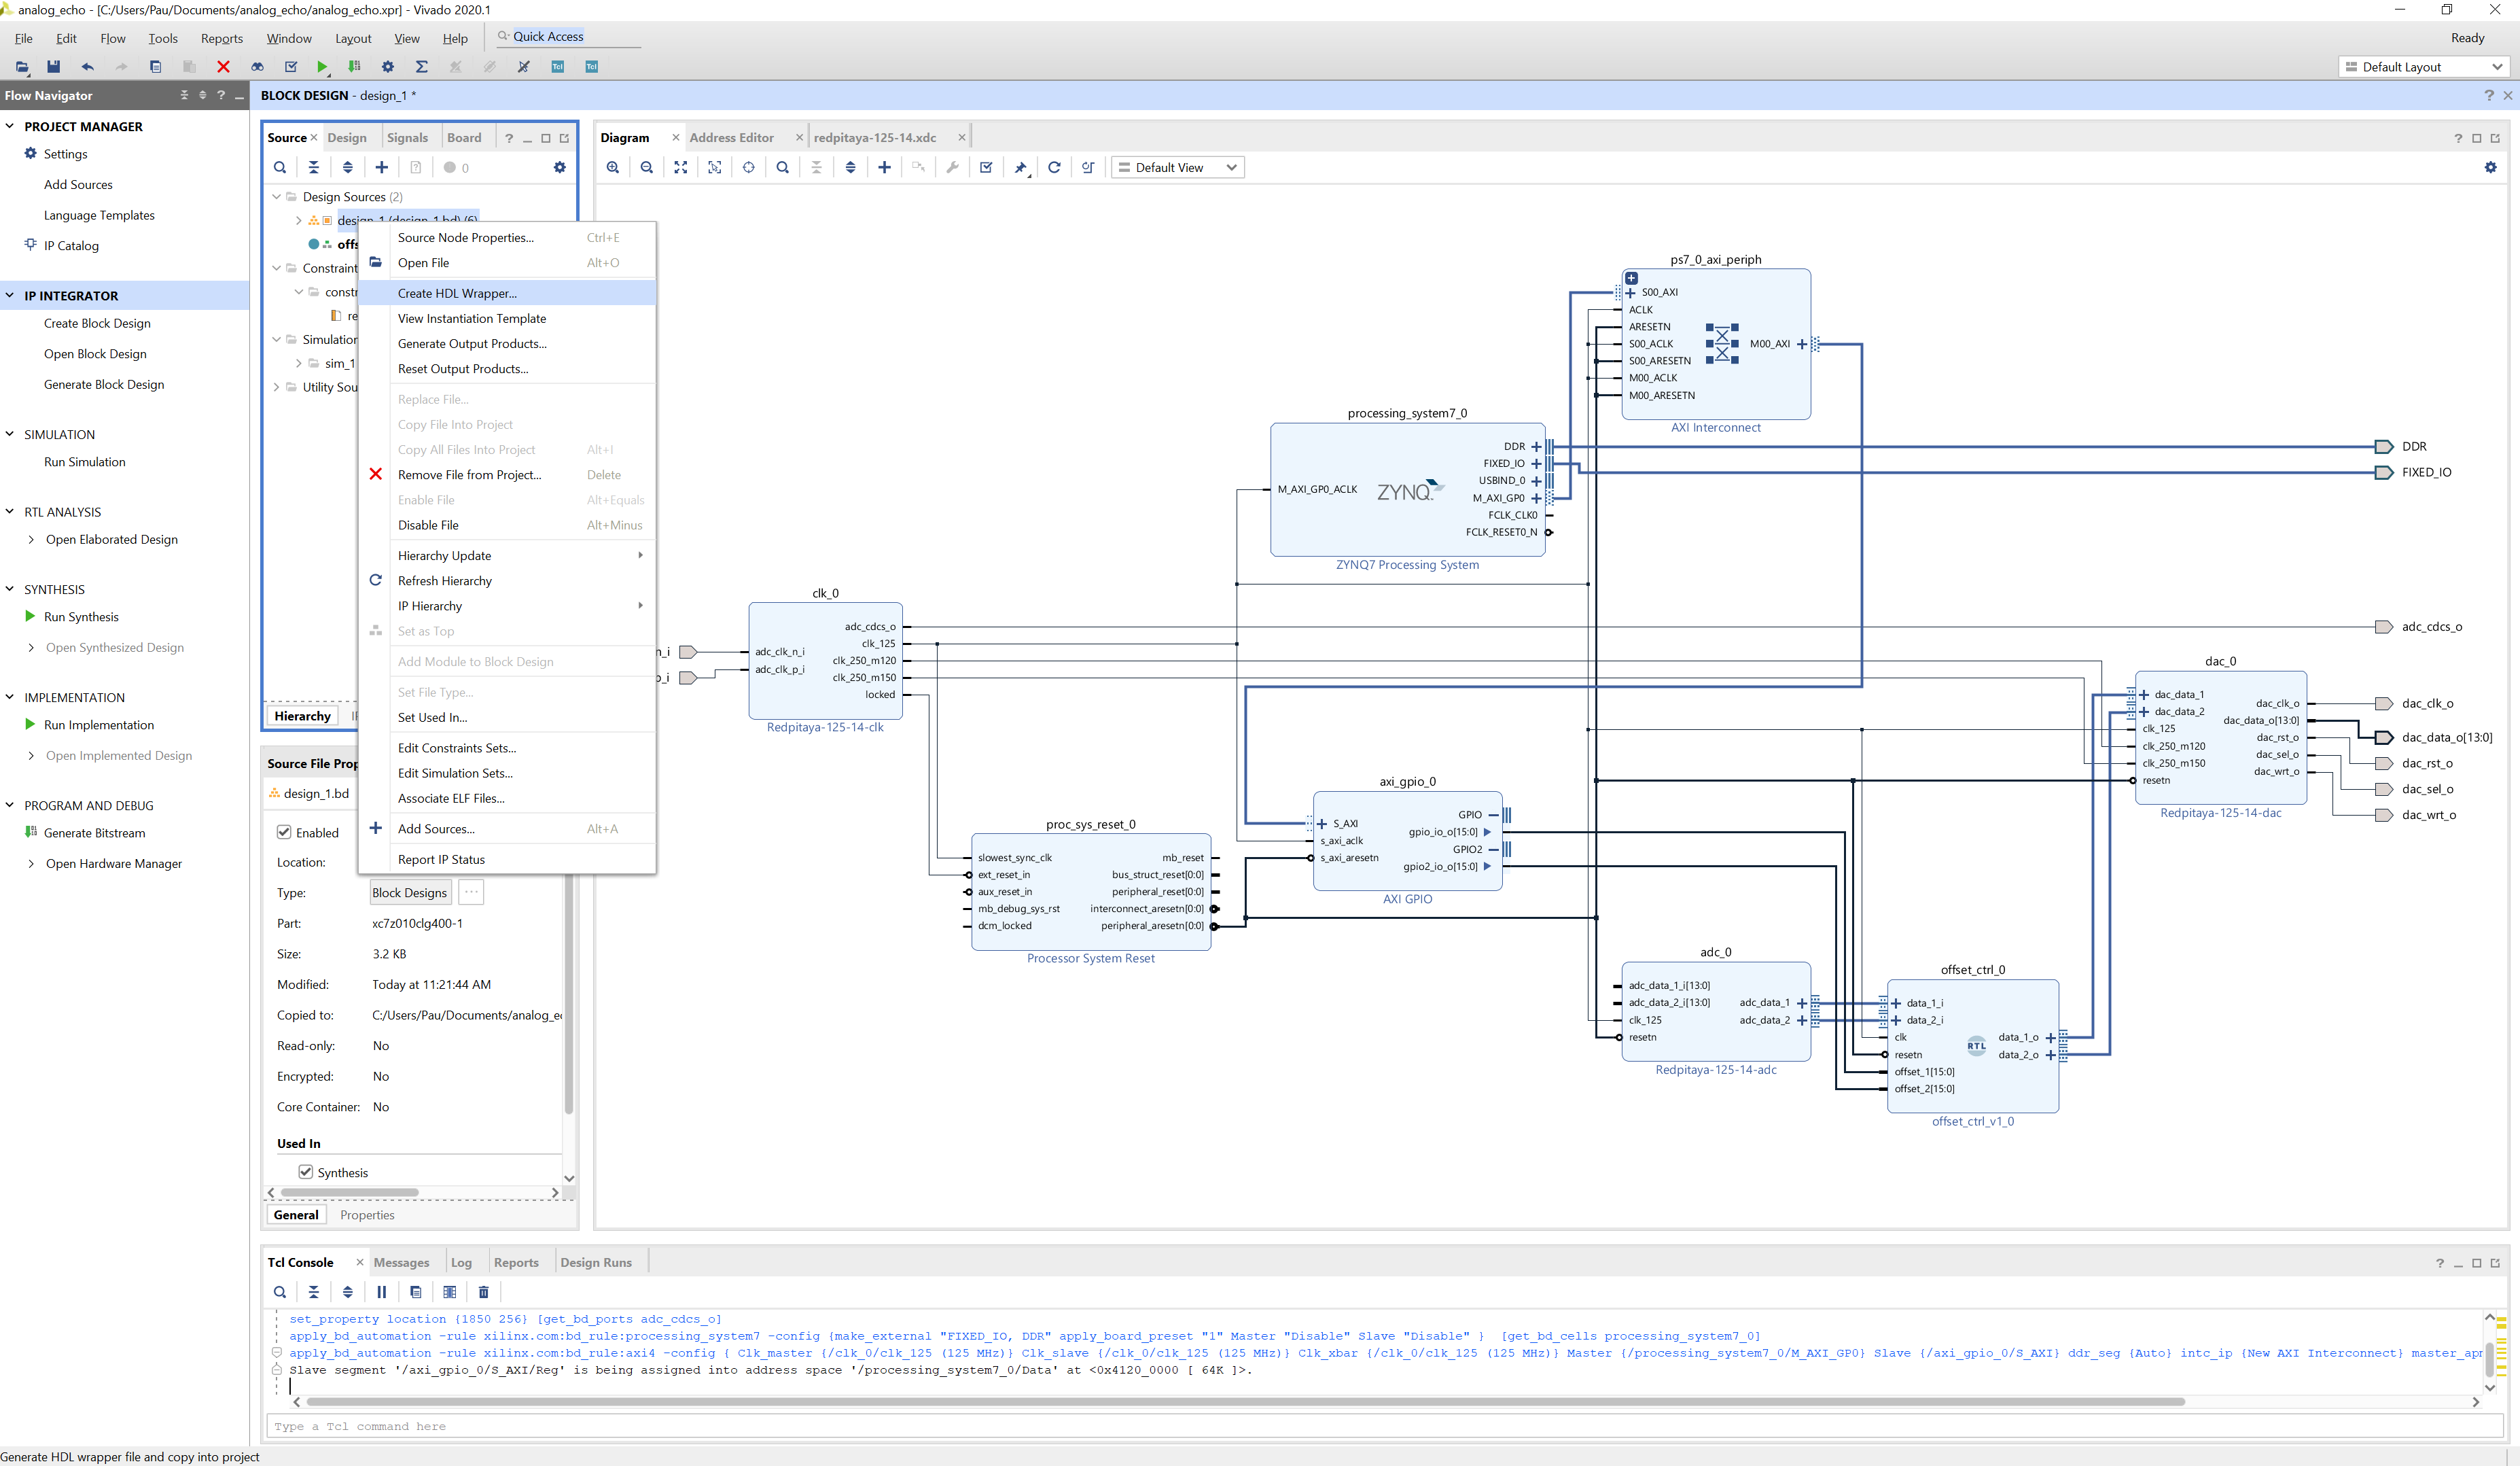 analog_echo - [C:/Users/Pau/Documents/analog_echo/analog_echo.xpr] - Vivado 2020.1
File Edit Flow Tools Reports Window Layout View Help Quick Access
Ready
Tcl Tcl
Default Layout
Flow Navigator
PROJECT MANAGER
Settings
Add Sources
Language Templates
IP Catalog
IP INTEGRATOR
Create Block Design
Open Block Design
Generate Block Design
SIMULATION
Run Simulation
RTL ANALYSIS
Open Elaborated Design
SYNTHESIS
Run Synthesis
Open Synthesized Design
IMPLEMENTATION
Run Implementation
Open Implemented Design
PROGRAM AND DEBUG
Generate Bitstream
Open Hardware Manager
BLOCK DESIGN - design_1 *
Source Design Signals Board
0
Design Sources (2)
design_1 (design_1.bd) (6)
offs
Constraint
constr
re
Simulation
sim_1
Utility Sou
Hierarchy
Source Node Properties... Ctrl+E
Open File Alt+O
Create HDL Wrapper...
View Instantiation Template
Generate Output Products...
Reset Output Products...
Replace File...
Copy File Into Project
Copy All Files Into Project Alt+I
Remove File from Project... Delete
Enable File Alt+Equals
Disable File Alt+Minus
Hierarchy Update
Refresh Hierarchy
IP Hierarchy
Set as Top
Add Module to Block Design
Set File Type...
Set Used In...
Edit Constraints Sets...
Edit Simulation Sets...
Associate ELF Files...
Add Sources... Alt+A
Report IP Status
Source File Prop
design_1.bd
Enabled
Location:
Type: Block Designs
Part: xc7z010clg400-1
Size: 3.2 KB
Modified: Today at 11:21:44 AM
Copied to: C:/Users/Pau/Documents/analog_e
Read-only: No
Encrypted: No
Core Container: No
Used In
Synthesis
General Properties
Diagram Address Editor redpitaya-125-14.xdc
Default View
ps7_0_axi_periph
S00_AXI
ACLK
ARESETN
S00_ACLK
S00_ARESETN
M00_ACLK
M00_ARESETN
M00_AXI
AXI Interconnect
processing_system7_0
M_AXI_GP0_ACLK
ZYNQ
DDR
FIXED_IO
USBIND_0
M_AXI_GP0
FCLK_CLK0
FCLK_RESET0_N
ZYNQ7 Processing System
DDR
FIXED_IO
clk_0
n_i
p_i
adc_clk_n_i
adc_clk_p_i
adc_cdcs_o
clk_125
clk_250_m120
clk_250_m150
locked
Redpitaya-125-14-clk
adc_cdcs_o
dac_0
dac_data_1
dac_data_2
clk_125
clk_250_m120
clk_250_m150
resetn
dac_clk_o
dac_data_o[13:0]
dac_rst_o
dac_sel_o
dac_wrt_o
Redpitaya-125-14-dac
dac_clk_o
dac_data_o[13:0]
dac_rst_o
dac_sel_o
dac_wrt_o
proc_sys_reset_0
slowest_sync_clk
ext_reset_in
aux_reset_in
mb_debug_sys_rst
dcm_locked
mb_reset
bus_struct_reset[0:0]
peripheral_reset[0:0]
interconnect_aresetn[0:0]
peripheral_aresetn[0:0]
Processor System Reset
axi_gpio_0
S_AXI
s_axi_aclk
s_axi_aresetn
GPIO
gpio_io_o[15:0]
GPIO2
gpio2_io_o[15:0]
AXI GPIO
adc_0
adc_data_1_i[13:0]
adc_data_2_i[13:0]
clk_125
resetn
adc_data_1
adc_data_2
Redpitaya-125-14-adc
offset_ctrl_0
data_1_i
data_2_i
clk
resetn
offset_1[15:0]
offset_2[15:0]
RTL
data_1_o
data_2_o
offset_ctrl_v1_0
Tcl Console Messages Log Reports Design Runs
set_property location {1850 256} [get_bd_ports adc_cdcs_o]
apply_bd_automation -rule xilinx.com:bd_rule:processing_system7 -config {make_external "FIXED_IO, DDR" apply_board_preset "1" Master "Disable" Slave "Disable" } [get_bd_cells processing_system7_0]
apply_bd_automation -rule xilinx.com:bd_rule:axi4 -config { Clk_master {/clk_0/clk_125 (125 MHz)} Clk_slave {/clk_0/clk_125 (125 MHz)} Clk_xbar {/clk_0/clk_125 (125 MHz)} Master {/processing_system7_0/M_AXI_GP0} Slave {/axi_gpio_0/S_AXI} ddr_seg {Auto} intc_ip {New AXI Interconnect} master_ap
Slave segment '/axi_gpio_0/S_AXI/Reg' is being assigned into address space '/processing_system7_0/Data' at <0x4120_0000 [ 64K ]>.
Type a Tcl command here
Generate HDL wrapper file and copy into project